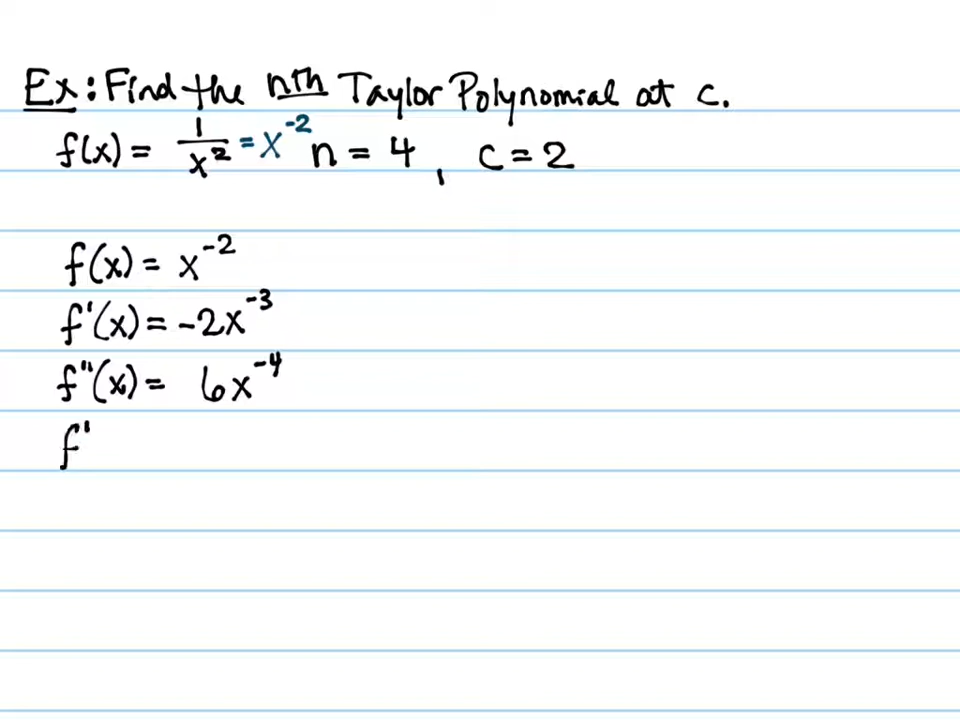 Ex: Find the nth Taylor Polynomial at c.
f(x) = 1/x² = x⁻² n = 4, c = 2
f(x) = x⁻²
f'(x) = -2x⁻³
f"(x) = 6x⁻⁴
f'